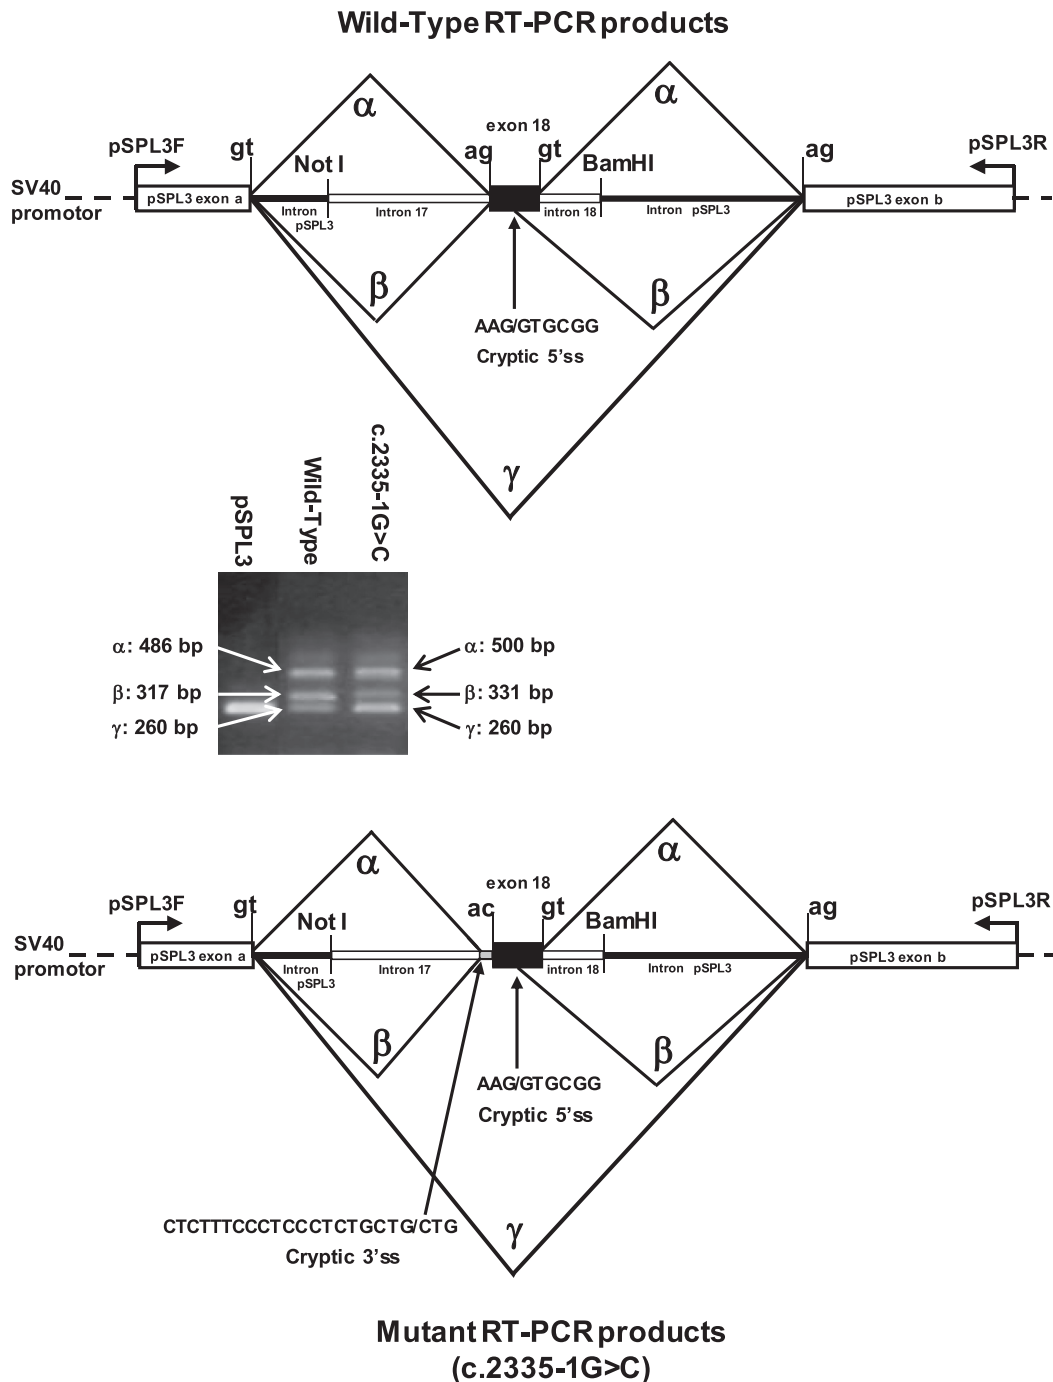 Wild-Type RT-PCR products
α
α
exon 18
pSPL3F
gt
ag
gt
ag
pSPL3R
Not I
BamHI
SV40
promotor
pSPL3 exon a
Intron
pSPL3
Intron 17
intron 18
Intron pSPL3
pSPL3 exon b
β
β
AAG/GTGCGG
Cryptic 5'ss
γ
pSPL3
Wild-Type
c.2335-1G>C
α: 486 bp
α: 500 bp
β: 317 bp
β: 331 bp
γ: 260 bp
γ: 260 bp
α
α
exon 18
pSPL3F
gt
ac
gt
ag
pSPL3R
Not I
BamHI
SV40
promotor
pSPL3 exon a
Intron
pSPL3
Intron 17
intron 18
Intron pSPL3
pSPL3 exon b
β
β
AAG/GTGCGG
Cryptic 5'ss
CTCTTTCCCTCCCTCTGCTG/CTG
Cryptic 3'ss
γ
Mutant RT-PCR products
(c.2335-1G>C)